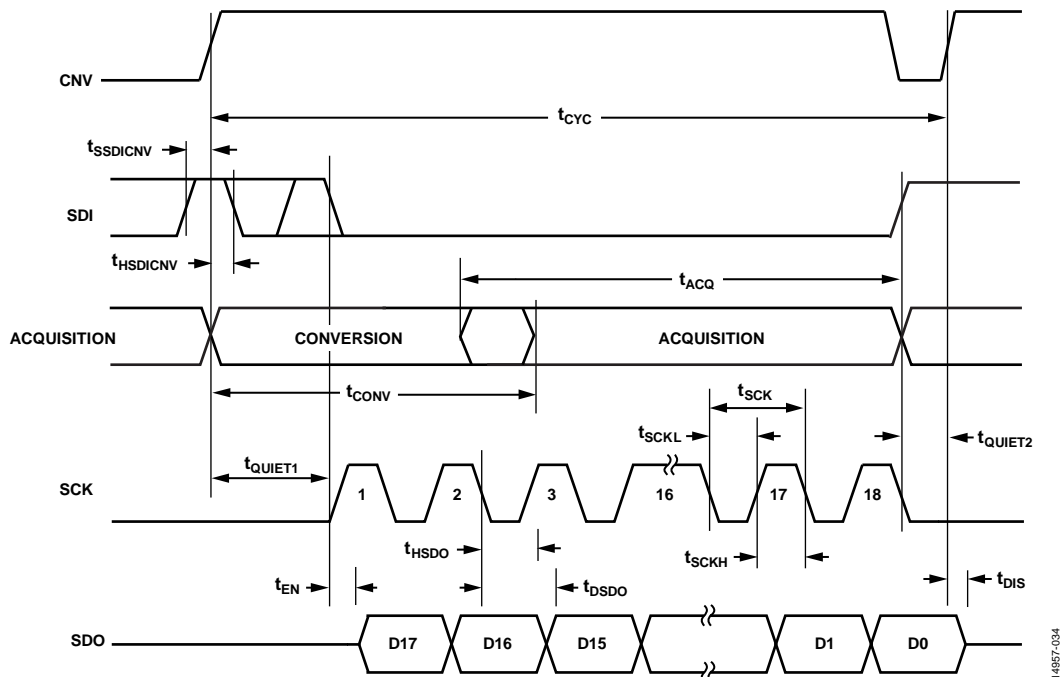 CNV
tCYC
tSSDICNV
SDI
tHSDICNV
tACQ
ACQUISITION
CONVERSION
ACQUISITION
tCONV
tSCK
tSCKL
tQUIET2
tQUIET1
SCK
1
2
3
16
17
18
tHSDO
tSCKH
tEN
tDSDO
tDIS
SDO
D17
D16
D15
D1
D0
14957-034